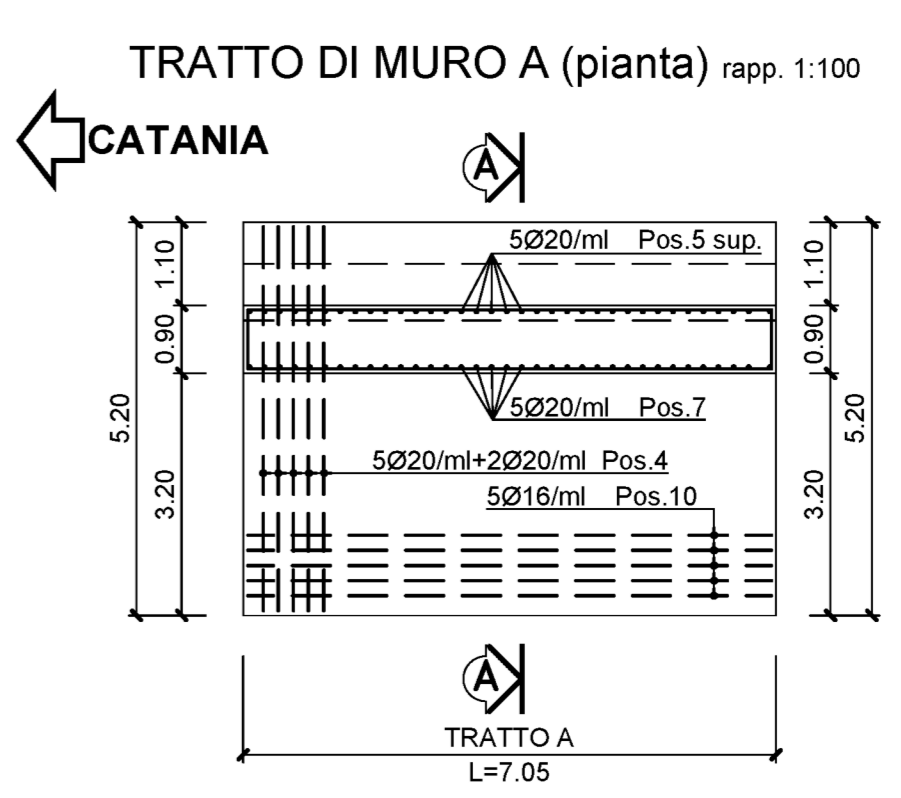 TRATTO DI MURO A (pianta) rapp. 1:100
CATANIA
A
5Ø20/ml Pos.5 sup.
1.10
1.10
0.90
0.90
5.20
5.20
5Ø20/ml Pos.7
5Ø20/ml+2Ø20/ml Pos.4
5Ø16/ml Pos.10
3.20
3.20
A
TRATTO A
L=7.05